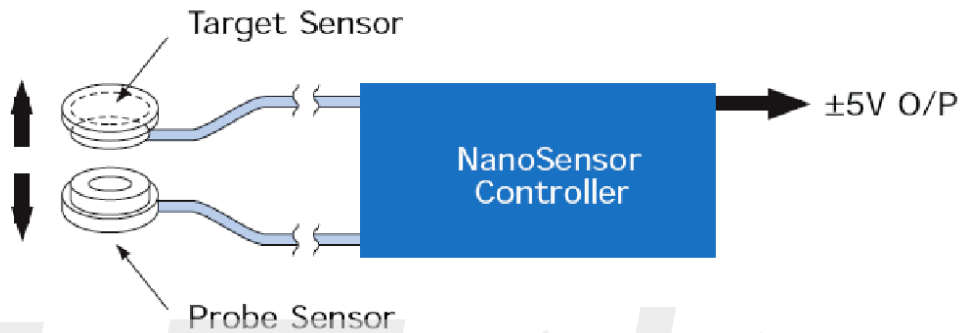 Target Sensor
±5V O/P
NanoSensor
Controller
Probe Sensor